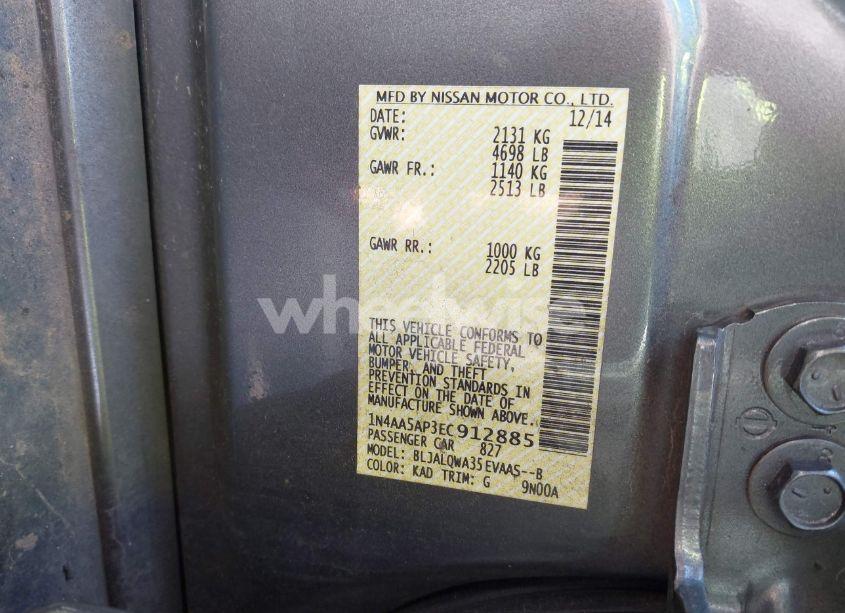 MFD BY NISSAN MOTOR CO., LTD.
DATE: 12/14
GVWR: 2131 KG
4698 LB
GAWR FR.: 1140 KG
2513 LB
GAWR RR.: 1000 KG
2205 LB
wheelwise
THIS VEHICLE CONFORMS TO
ALL APPLICABLE FEDERAL
MOTOR VEHICLE SAFETY,
BUMPER, AND THEFT
PREVENTION STANDARDS IN
EFFECT ON THE DATE OF
MANUFACTURE SHOWN ABOVE.
1N4AA5AP3EC912885
PASSENGER CAR 827
MODEL: BLJALQWA35EVAAS--B
COLOR: KAD TRIM: G 9N00A